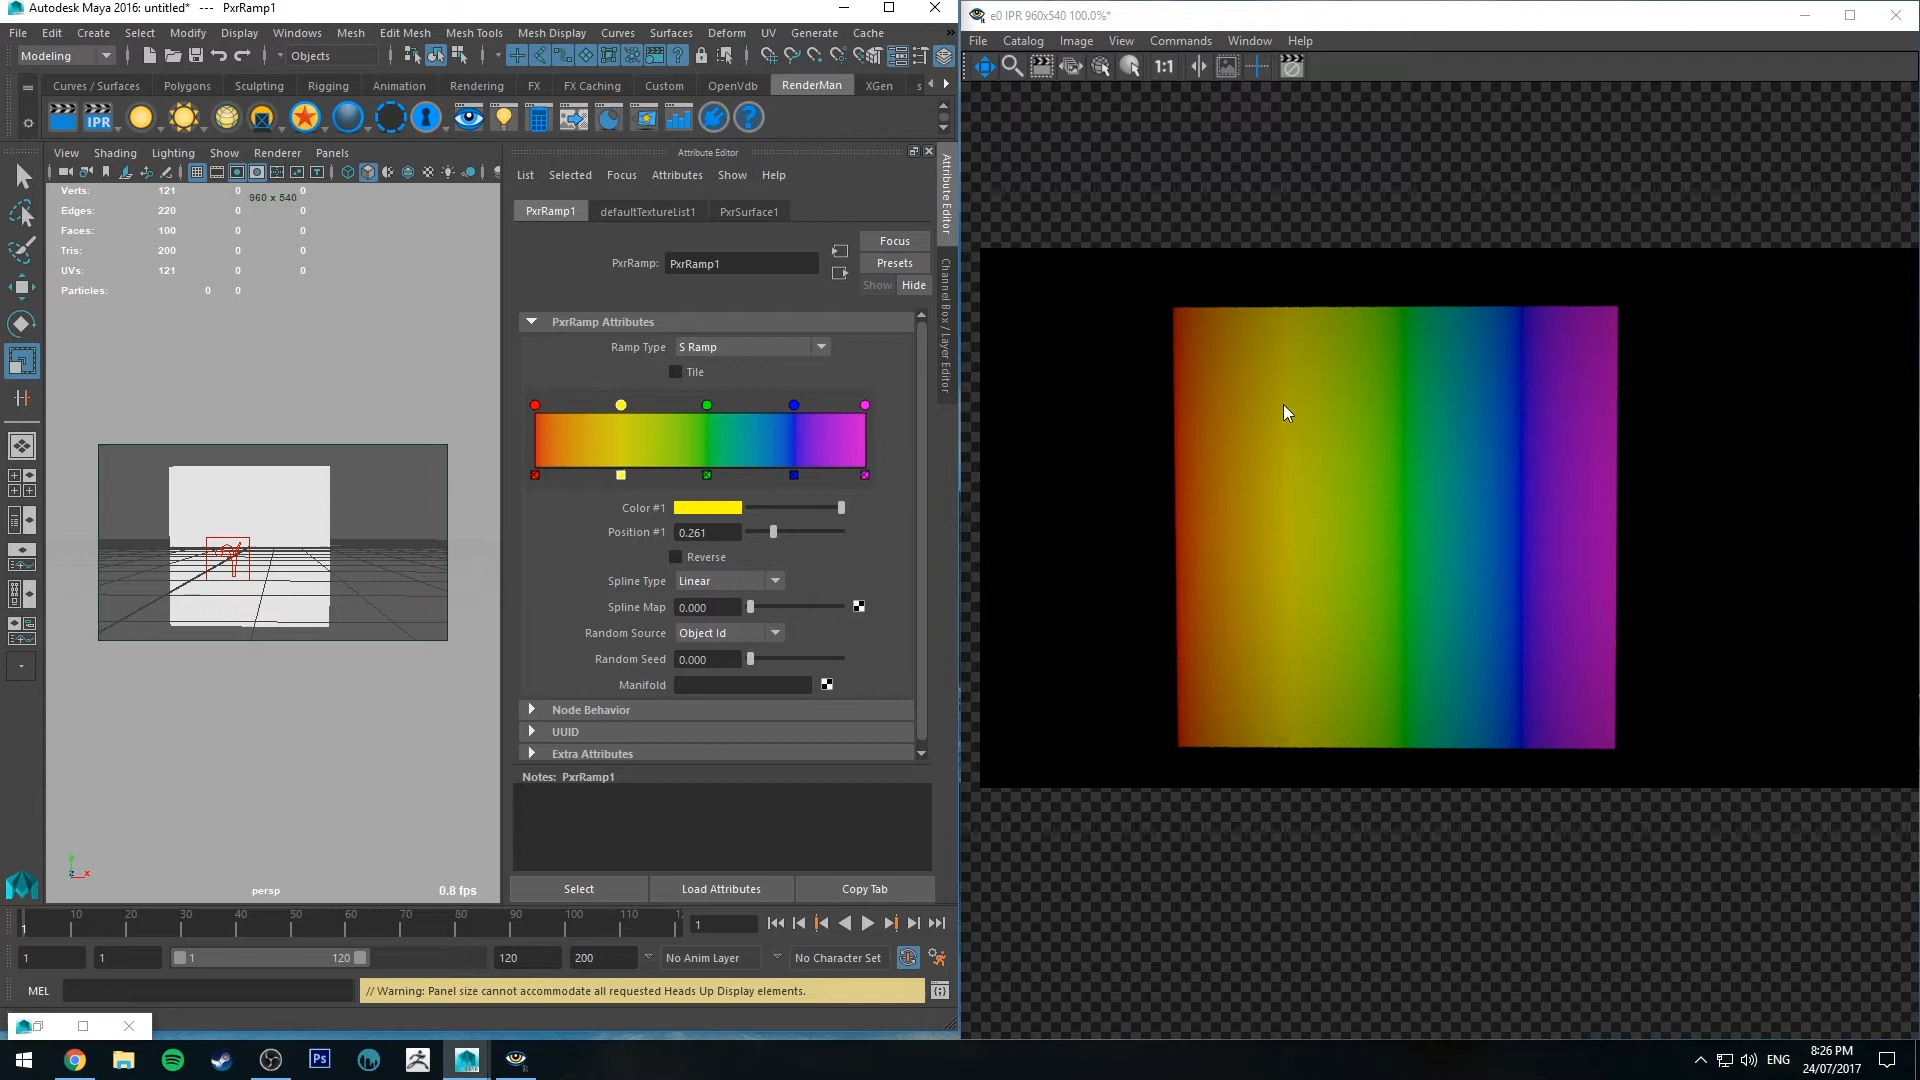 Autodesk Maya 2016: untitled* --- PxrRamp1
e0 IPR 960x540 100.0%*
File Edit Create Select Modify Display Windows Mesh Edit Mesh Mesh Tools Mesh Display Curves Surfaces Deform UV Generate Cache »
File Catalog Image View Commands Window Help
Modeling Objects
1:1
Curves / Surfaces Polygons Sculpting Rigging Animation Rendering FX FX Caching Custom OpenVdb RenderMan XGen s
IPR
View Shading Lighting Show Renderer Panels
Attribute Editor
List Selected Focus Attributes Show Help
Verts: 121 0 0
960 x 540
Edges: 220 0 0
Faces: 100 0 0
Tris: 200 0 0
UVs: 121 0 0
Particles: 0 0
PxrRamp1 defaultTextureList1 PxrSurface1
Attribute Editor
Channel Box / Layer Editor
PxrRamp: PxrRamp1
Focus
Presets
Show Hide
PxrRamp Attributes
Ramp Type S Ramp
Tile
Color #1
Position #1 0.261
Reverse
Spline Type Linear
Spline Map 0.000
Random Source Object Id
Random Seed 0.000
Manifold
Node Behavior
UUID
Extra Attributes
Notes: PxrRamp1
persp 0.8 fps
Select Load Attributes Copy Tab
1 10 20 30 40 50 60 70 80 90 100 110 12 1
1 1 1 120 120 200 No Anim Layer No Character Set
MEL // Warning: Panel size cannot accommodate all requested Heads Up Display elements.
Ps
ENG
8:26 PM
24/07/2017